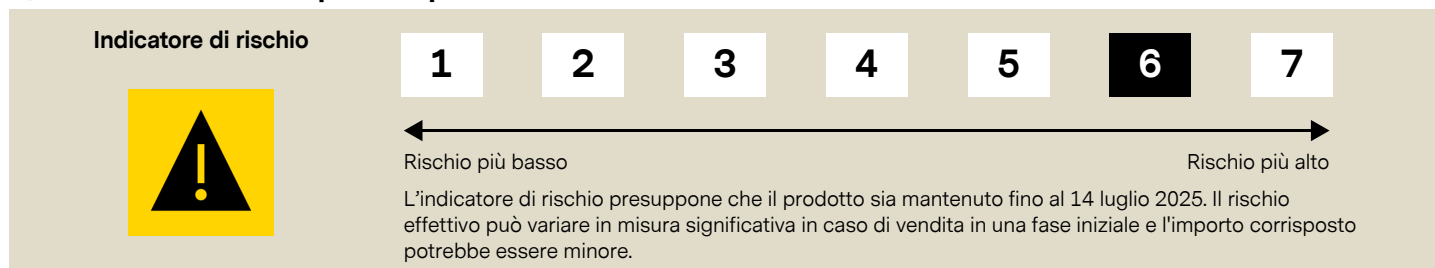 Indicatore di rischio
1 2 3 4 5 6 7
Rischio più basso Rischio più alto
L'indicatore di rischio presuppone che il prodotto sia mantenuto fino al 14 luglio 2025. Il rischio
effettivo può variare in misura significativa in caso di vendita in una fase iniziale e l'importo corrisposto
potrebbe essere minore.